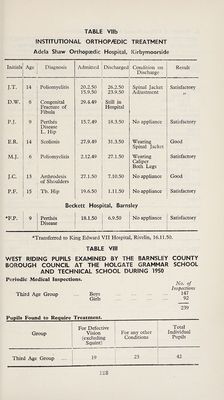 TABLE VIIb
INSTITUTIONAL ORTHOPÆDIC TREATMENT
Adela Shaw Orthopædic Hospital, Kirbymoorside
Initials Age Diagnosis Admitted Discharged Condition on Discharge Result
J.T. 14 Poliomyelitis 20.2.50 26.5.50 Spinal Jacket Satisfactory
15.9.50 23.9.50 Adjustment „
D.W. 6 Congenital Fracture of Fibula 29.4.49 Still in Hospital
P.J. 9 Perthés Disease L. Hip 15.7.49 18.3.50 No appliance Satisfactory
E.R. 14 Scoliosis 27.9.49 31.3.50 Wearing Spinal Jacket Good
M.J. 6 Poliomyelitis 2.12.49 27.1.50 Wearing Caliper Both Legs Satisfactory
J.C. 13 Arthrodesis of Shoulders 27.1.50 7.10.50 No appliance Good
P.F. 15 Tb. Hip 19.6.50 1.11.50 No appliance Satisfactory
Beckett Hospital, Barnsley
*P.P. 9 Perthés Disease 18.1.50 6.9.50 No appliance Satisfactory
*Transferred to King Edward VII Hospital, Rivelin, 16.11.50.
TABLE VIII
WEST RIDING PUPILS EXAMINED BY THE BARNSLEY COUNTY
BOROUGH COUNCIL AT THE HOLGATE GRAMMAR SCHOOL
AND TECHNICAL SCHOOL DURING 1950
Periodic Medical Inspections.
No. of
Inspections
Third Age Group Boys 147
Girls 92
239
Pupils Found to Require Treatment.
Group For Defective Vision (excluding Squint) For any other Conditions Total Individual Pupils
Third Age Group 19 23 42
128